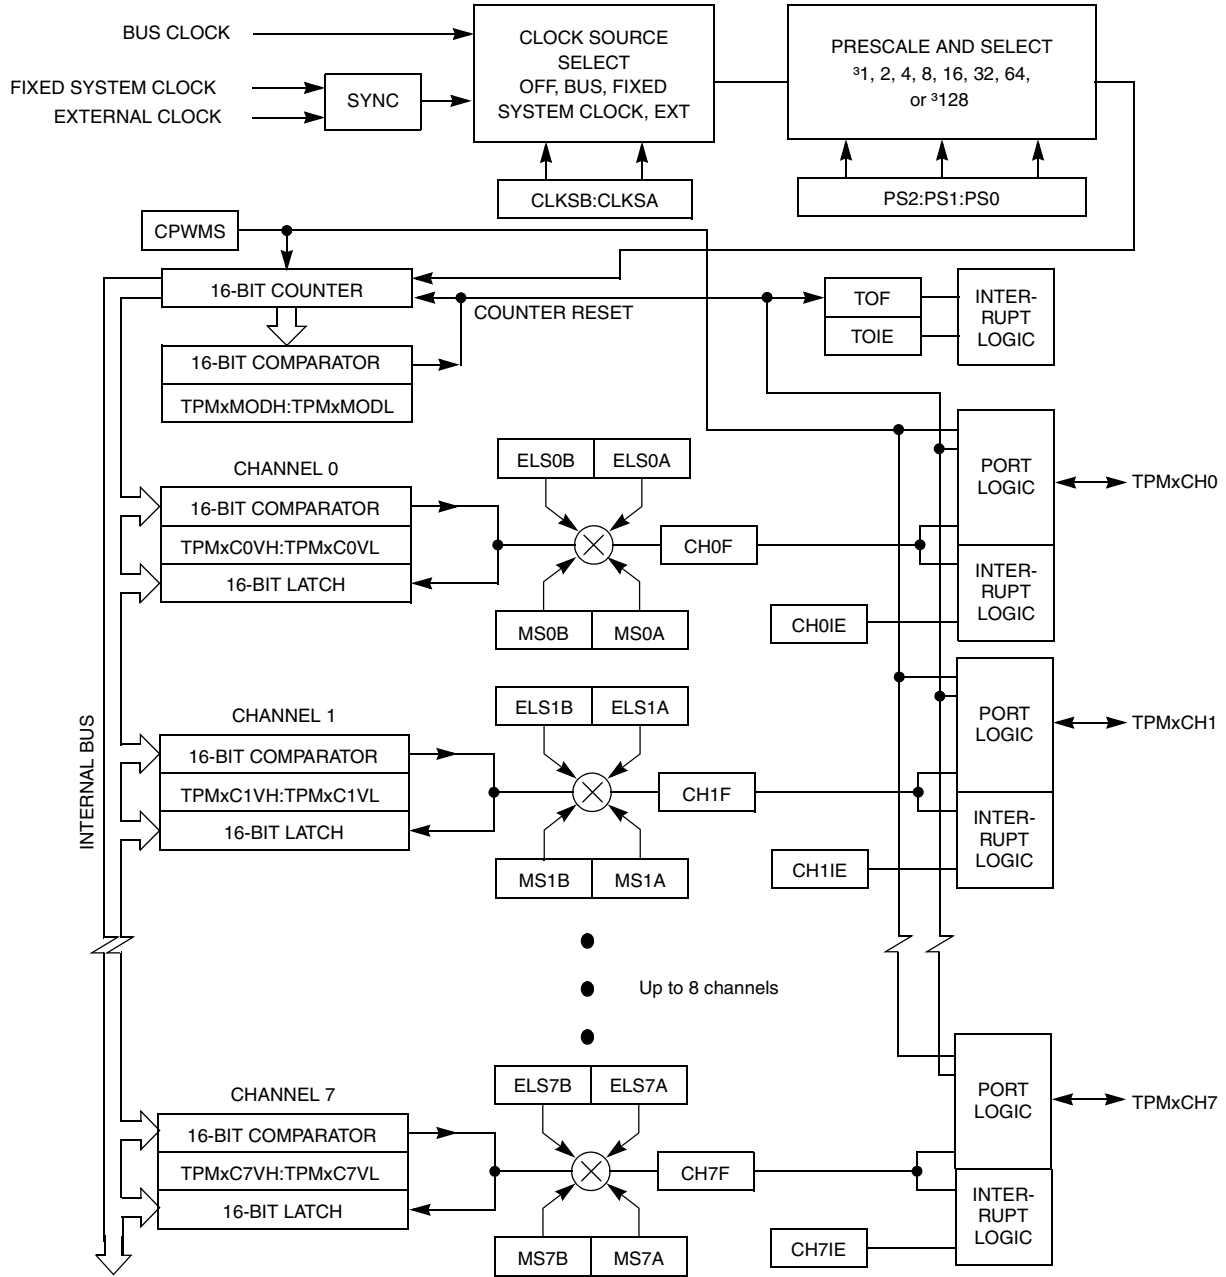 BUS CLOCK
FIXED SYSTEM CLOCK
EXTERNAL CLOCK
SYNC
CLOCK SOURCE
SELECT
OFF, BUS, FIXED
SYSTEM CLOCK, EXT
PRESCALE AND SELECT
³1, 2, 4, 8, 16, 32, 64,
or ³128
CLKSB:CLKSA
PS2:PS1:PS0
CPWMS
16-BIT COUNTER
COUNTER RESET
TOF
TOIE
INTER-
RUPT
LOGIC
16-BIT COMPARATOR
TPMxMODH:TPMxMODL
CHANNEL 0
16-BIT COMPARATOR
TPMxC0VH:TPMxC0VL
16-BIT LATCH
ELS0B
ELS0A
MS0B
MS0A
CH0F
CH0IE
PORT
LOGIC
INTER-
RUPT
LOGIC
TPMxCH0
INTERNAL BUS
CHANNEL 1
16-BIT COMPARATOR
TPMxC1VH:TPMxC1VL
16-BIT LATCH
ELS1B
ELS1A
MS1B
MS1A
CH1F
CH1IE
PORT
LOGIC
INTER-
RUPT
LOGIC
TPMxCH1
Up to 8 channels
CHANNEL 7
16-BIT COMPARATOR
TPMxC7VH:TPMxC7VL
16-BIT LATCH
ELS7B
ELS7A
MS7B
MS7A
CH7F
CH7IE
PORT
LOGIC
INTER-
RUPT
LOGIC
TPMxCH7